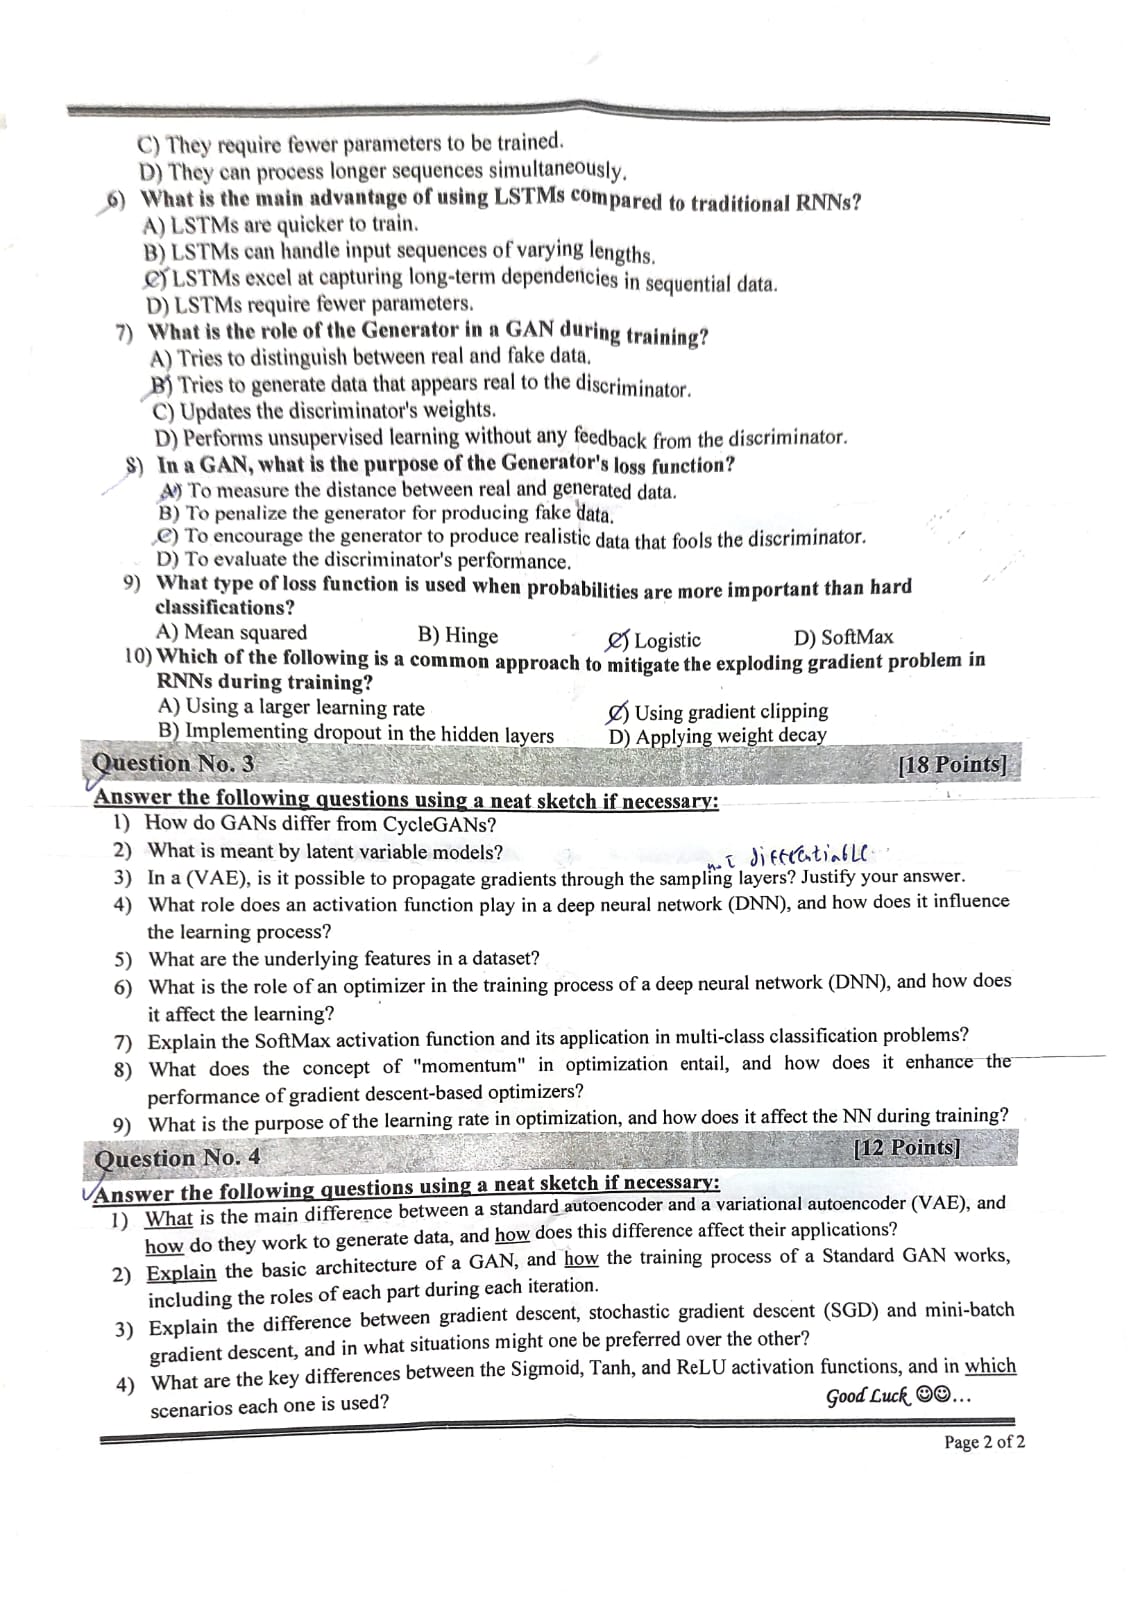 C) They require fewer parameters to be trained.
D) They can process longer sequences simultaneously.
6) What is the main advantage of using LSTMs compared to traditional RNNs?
A) LSTMs are quicker to train.
B) LSTMs can handle input sequences of varying lengths.
C) LSTMs excel at capturing long-term dependencies in sequential data.
D) LSTMs require fewer parameters.
7) What is the role of the Generator in a GAN during training?
A) Tries to distinguish between real and fake data.
B) Tries to generate data that appears real to the discriminator.
C) Updates the discriminator's weights.
D) Performs unsupervised learning without any feedback from the discriminator.
8) In a GAN, what is the purpose of the Generator's loss function?
A) To measure the distance between real and generated data.
B) To penalize the generator for producing fake data.
C) To encourage the generator to produce realistic data that fools the discriminator.
D) To evaluate the discriminator's performance.
9) What type of loss function is used when probabilities are more important than hard
classifications?
A) Mean squared B) Hinge C) Logistic D) SoftMax
10) Which of the following is a common approach to mitigate the exploding gradient problem in
RNNs during training?
A) Using a larger learning rate C) Using gradient clipping
B) Implementing dropout in the hidden layers D) Applying weight decay
Question No. 3 [18 Points]
Answer the following questions using a neat sketch if necessary:
1) How do GANs differ from CycleGANs?
2) What is meant by latent variable models?
differentiable
3) In a (VAE), is it possible to propagate gradients through the sampling layers? Justify your answer.
4) What role does an activation function play in a deep neural network (DNN), and how does it influence
the learning process?
5) What are the underlying features in a dataset?
6) What is the role of an optimizer in the training process of a deep neural network (DNN), and how does
it affect the learning?
7) Explain the SoftMax activation function and its application in multi-class classification problems?
8) What does the concept of "momentum" in optimization entail, and how does it enhance the
performance of gradient descent-based optimizers?
9) What is the purpose of the learning rate in optimization, and how does it affect the NN during training?
Question No. 4 [12 Points]
Answer the following questions using a neat sketch if necessary:
1) What is the main difference between a standard autoencoder and a variational autoencoder (VAE), and
how do they work to generate data, and how does this difference affect their applications?
2) Explain the basic architecture of a GAN, and how the training process of a Standard GAN works,
including the roles of each part during each iteration.
3) Explain the difference between gradient descent, stochastic gradient descent (SGD) and mini-batch
gradient descent, and in what situations might one be preferred over the other?
4) What are the key differences between the Sigmoid, Tanh, and ReLU activation functions, and in which
scenarios each one is used?
Good Luck ☺☺...
Page 2 of 2